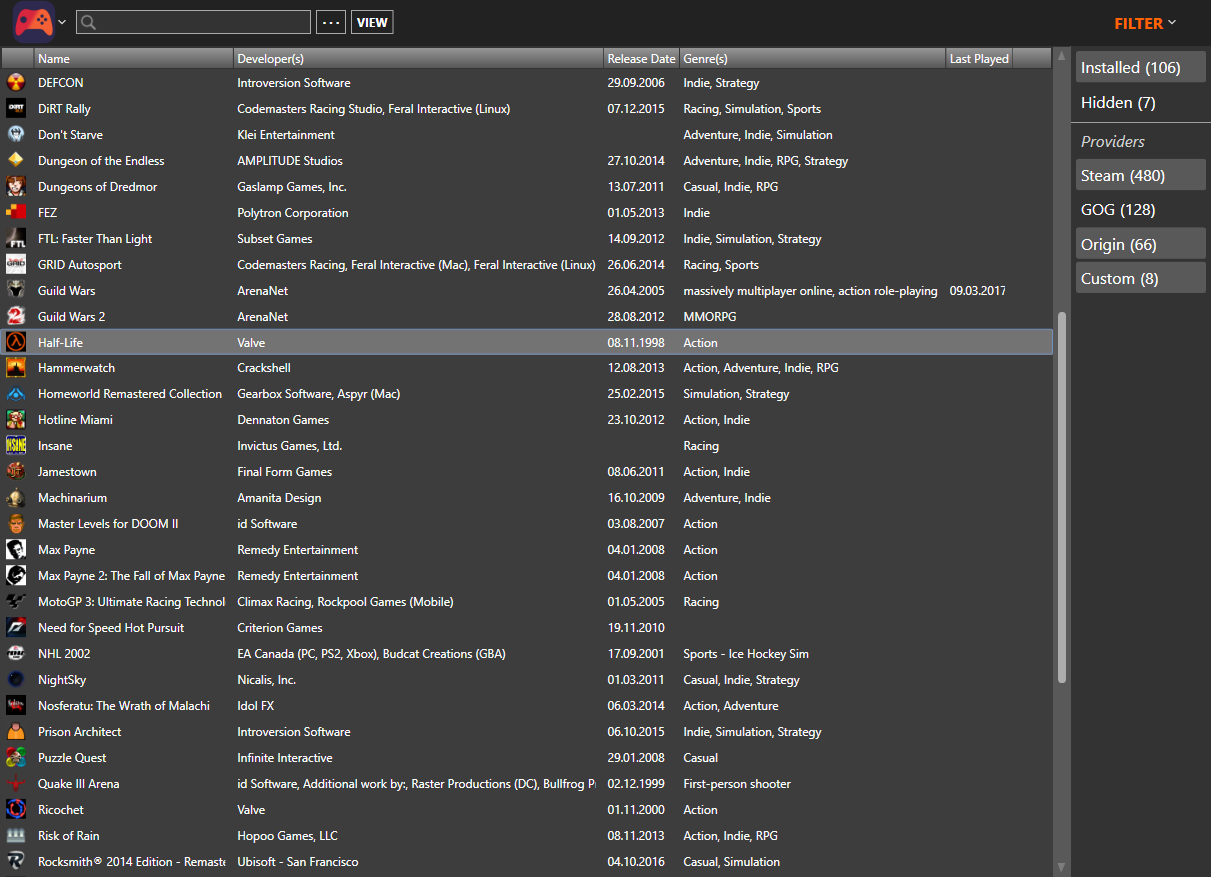 ... VIEW FILTER
Name Developer(s) Release Date Genre(s) Last Played
DEFCON Introversion Software 29.09.2006 Indie, Strategy
DiRT Rally Codemasters Racing Studio, Feral Interactive (Linux) 07.12.2015 Racing, Simulation, Sports
Don't Starve Klei Entertainment Adventure, Indie, Simulation
Dungeon of the Endless AMPLITUDE Studios 27.10.2014 Adventure, Indie, RPG, Strategy
Dungeons of Dredmor Gaslamp Games, Inc. 13.07.2011 Casual, Indie, RPG
FEZ Polytron Corporation 01.05.2013 Indie
FTL: Faster Than Light Subset Games 14.09.2012 Indie, Simulation, Strategy
GRID Autosport Codemasters Racing, Feral Interactive (Mac), Feral Interactive (Linux) 26.06.2014 Racing, Sports
Guild Wars ArenaNet 26.04.2005 massively multiplayer online, action role-playing 09.03.2017
Guild Wars 2 ArenaNet 28.08.2012 MMORPG
Half-Life Valve 08.11.1998 Action
Hammerwatch Crackshell 12.08.2013 Action, Adventure, Indie, RPG
Homeworld Remastered Collection Gearbox Software, Aspyr (Mac) 25.02.2015 Simulation, Strategy
Hotline Miami Dennaton Games 23.10.2012 Action, Indie
Insane Invictus Games, Ltd. Racing
Jamestown Final Form Games 08.06.2011 Action, Indie
Machinarium Amanita Design 16.10.2009 Adventure, Indie
Master Levels for DOOM II id Software 03.08.2007 Action
Max Payne Remedy Entertainment 04.01.2008 Action
Max Payne 2: The Fall of Max Payne Remedy Entertainment 04.01.2008 Action
MotoGP 3: Ultimate Racing Technol Climax Racing, Rockpool Games (Mobile) 01.05.2005 Racing
Need for Speed Hot Pursuit Criterion Games 19.11.2010
NHL 2002 EA Canada (PC, PS2, Xbox), Budcat Creations (GBA) 17.09.2001 Sports - Ice Hockey Sim
NightSky Nicalis, Inc. 01.03.2011 Casual, Indie, Strategy
Nosferatu: The Wrath of Malachi Idol FX 06.03.2014 Action, Adventure
Prison Architect Introversion Software 06.10.2015 Indie, Simulation, Strategy
Puzzle Quest Infinite Interactive 29.01.2008 Casual
Quake III Arena id Software, Additional work by:, Raster Productions (DC), Bullfrog P 02.12.1999 First-person shooter
Ricochet Valve 01.11.2000 Action
Risk of Rain Hopoo Games, LLC 08.11.2013 Action, Indie, RPG
Rocksmith® 2014 Edition - Remaste Ubisoft - San Francisco 04.10.2016 Casual, Simulation
Installed (106)
Hidden (7)
Providers
Steam (480)
GOG (128)
Origin (66)
Custom (8)